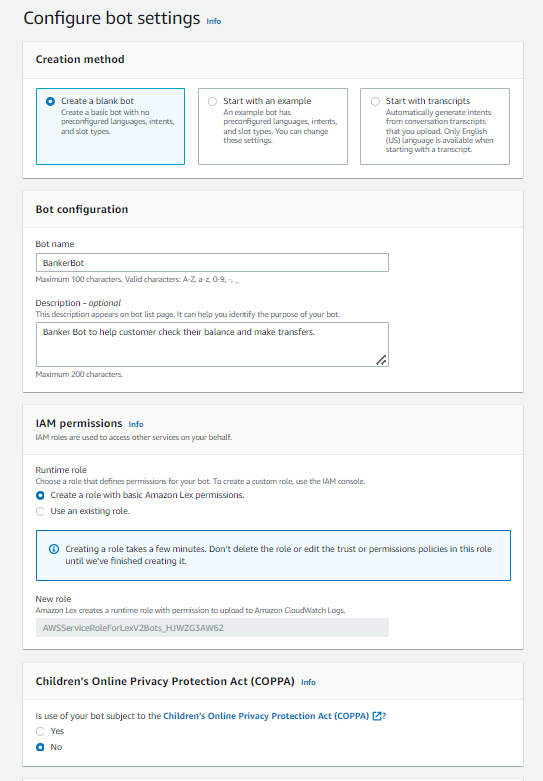 Configure bot settings Info
Creation method
Create a blank bot
Create a basic bot with no
preconfigured languages, intents,
and slot types.
Start with an example
An example bot has
preconfigured languages, intents,
and slot types. You can change
these settings.
Start with transcripts
Automatically generate intents
from conversation transcripts
that you upload. Only English
(US) language is available when
starting with a transcript.
Bot configuration
Bot name
BankerBot
Maximum 100 characters. Valid characters: A-Z, a-z, 0-9, -, _
Description - optional
This description appears on bot list page. It can help you identify the purpose of your bot.
Banker Bot to help customer check their balance and make transfers.
Maximum 200 characters.
IAM permissions Info
IAM roles are used to access other services on your behalf.
Runtime role
Choose a role that defines permissions for your bot. To create a custom role, use the IAM console.
Create a role with basic Amazon Lex permissions.
Use an existing role.
Creating a role takes a few minutes. Don't delete the role or edit the trust or permissions policies in this role
until we've finished creating it.
New role
Amazon Lex creates a runtime role with permission to upload to Amazon CloudWatch Logs.
AWSServiceRoleForLexV2Bots_HJWZG3AW62
Children's Online Privacy Protection Act (COPPA) Info
Is use of your bot subject to the Children's Online Privacy Protection Act (COPPA) ?
Yes
No